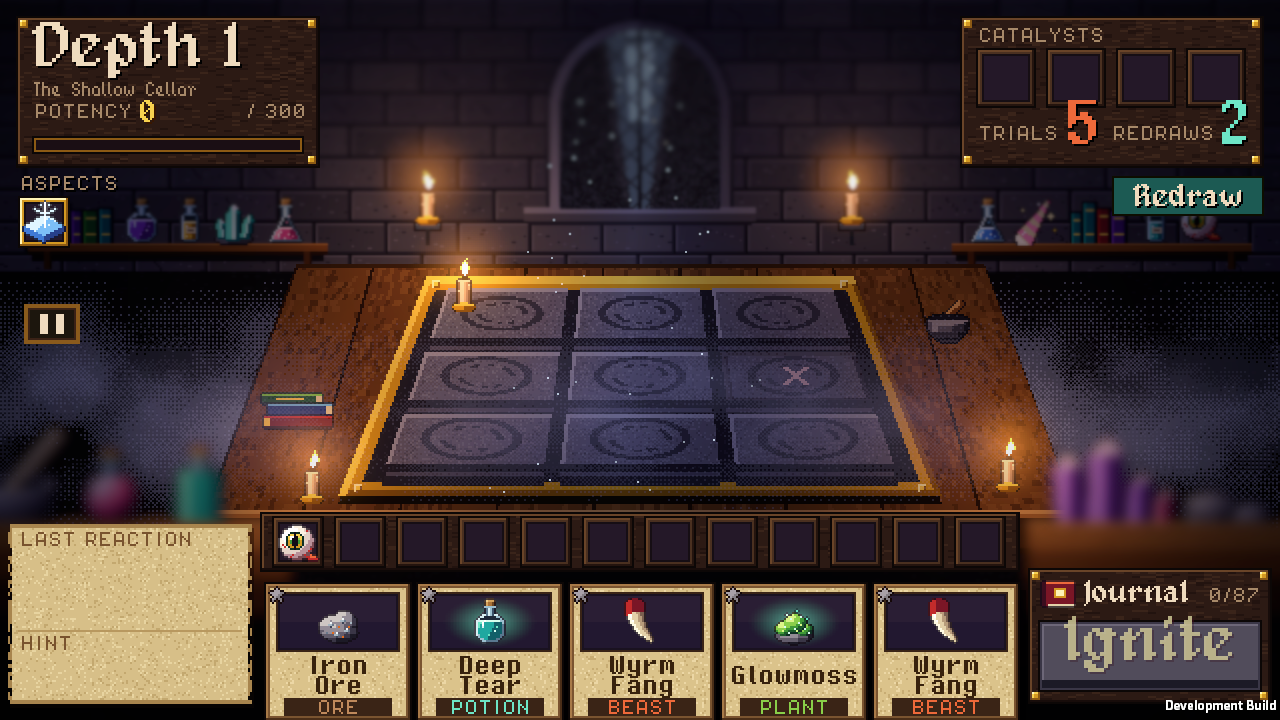 Depth 1
The Shallow Cellar
POTENCY 0 / 300
ASPECTS
CATALYSTS
TRIALS 5 REDRAWS 2
Redraw
LAST REACTION
HINT
Iron
Ore
ORE
Deep
Tear
POTION
Wyrm
Fang
BEAST
Glowmoss
PLANT
Wyrm
Fang
BEAST
Journal 0/87
Ignite
Development Build